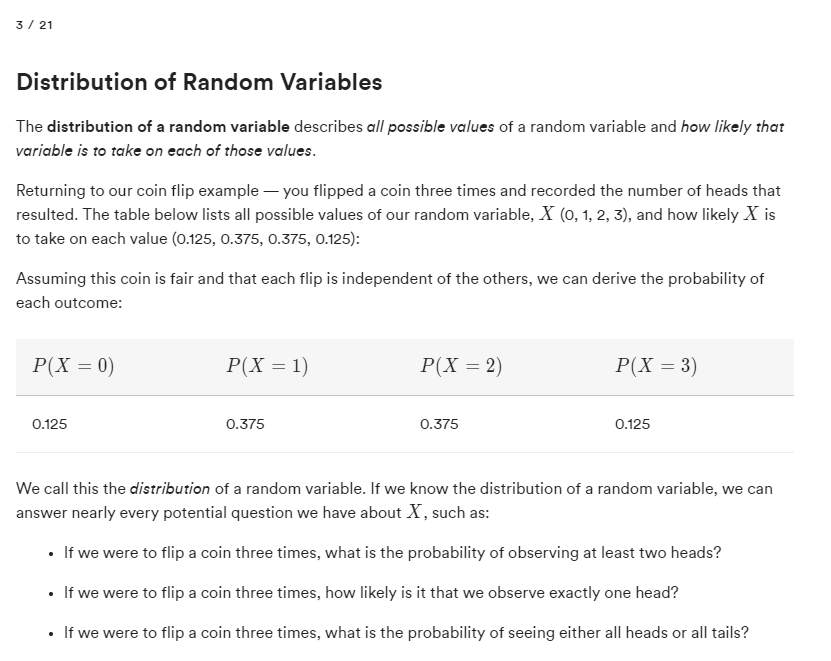 3 / 21
Distribution of Random Variables
The distribution of a random variable describes all possible values of a random variable and how likely that
variable is to take on each of those values.
Returning to our coin flip example — you flipped a coin three times and recorded the number of heads that
resulted. The table below lists all possible values of our random variable, X (0, 1, 2, 3), and how likely X is
to take on each value (0.125, 0.375, 0.375, 0.125):
Assuming this coin is fair and that each flip is independent of the others, we can derive the probability of
each outcome:
P(X = 0) P(X = 1) P(X = 2) P(X = 3)
0.125 0.375 0.375 0.125
We call this the distribution of a random variable. If we know the distribution of a random variable, we can
answer nearly every potential question we have about X, such as:
• If we were to flip a coin three times, what is the probability of observing at least two heads?
• If we were to flip a coin three times, how likely is it that we observe exactly one head?
• If we were to flip a coin three times, what is the probability of seeing either all heads or all tails?